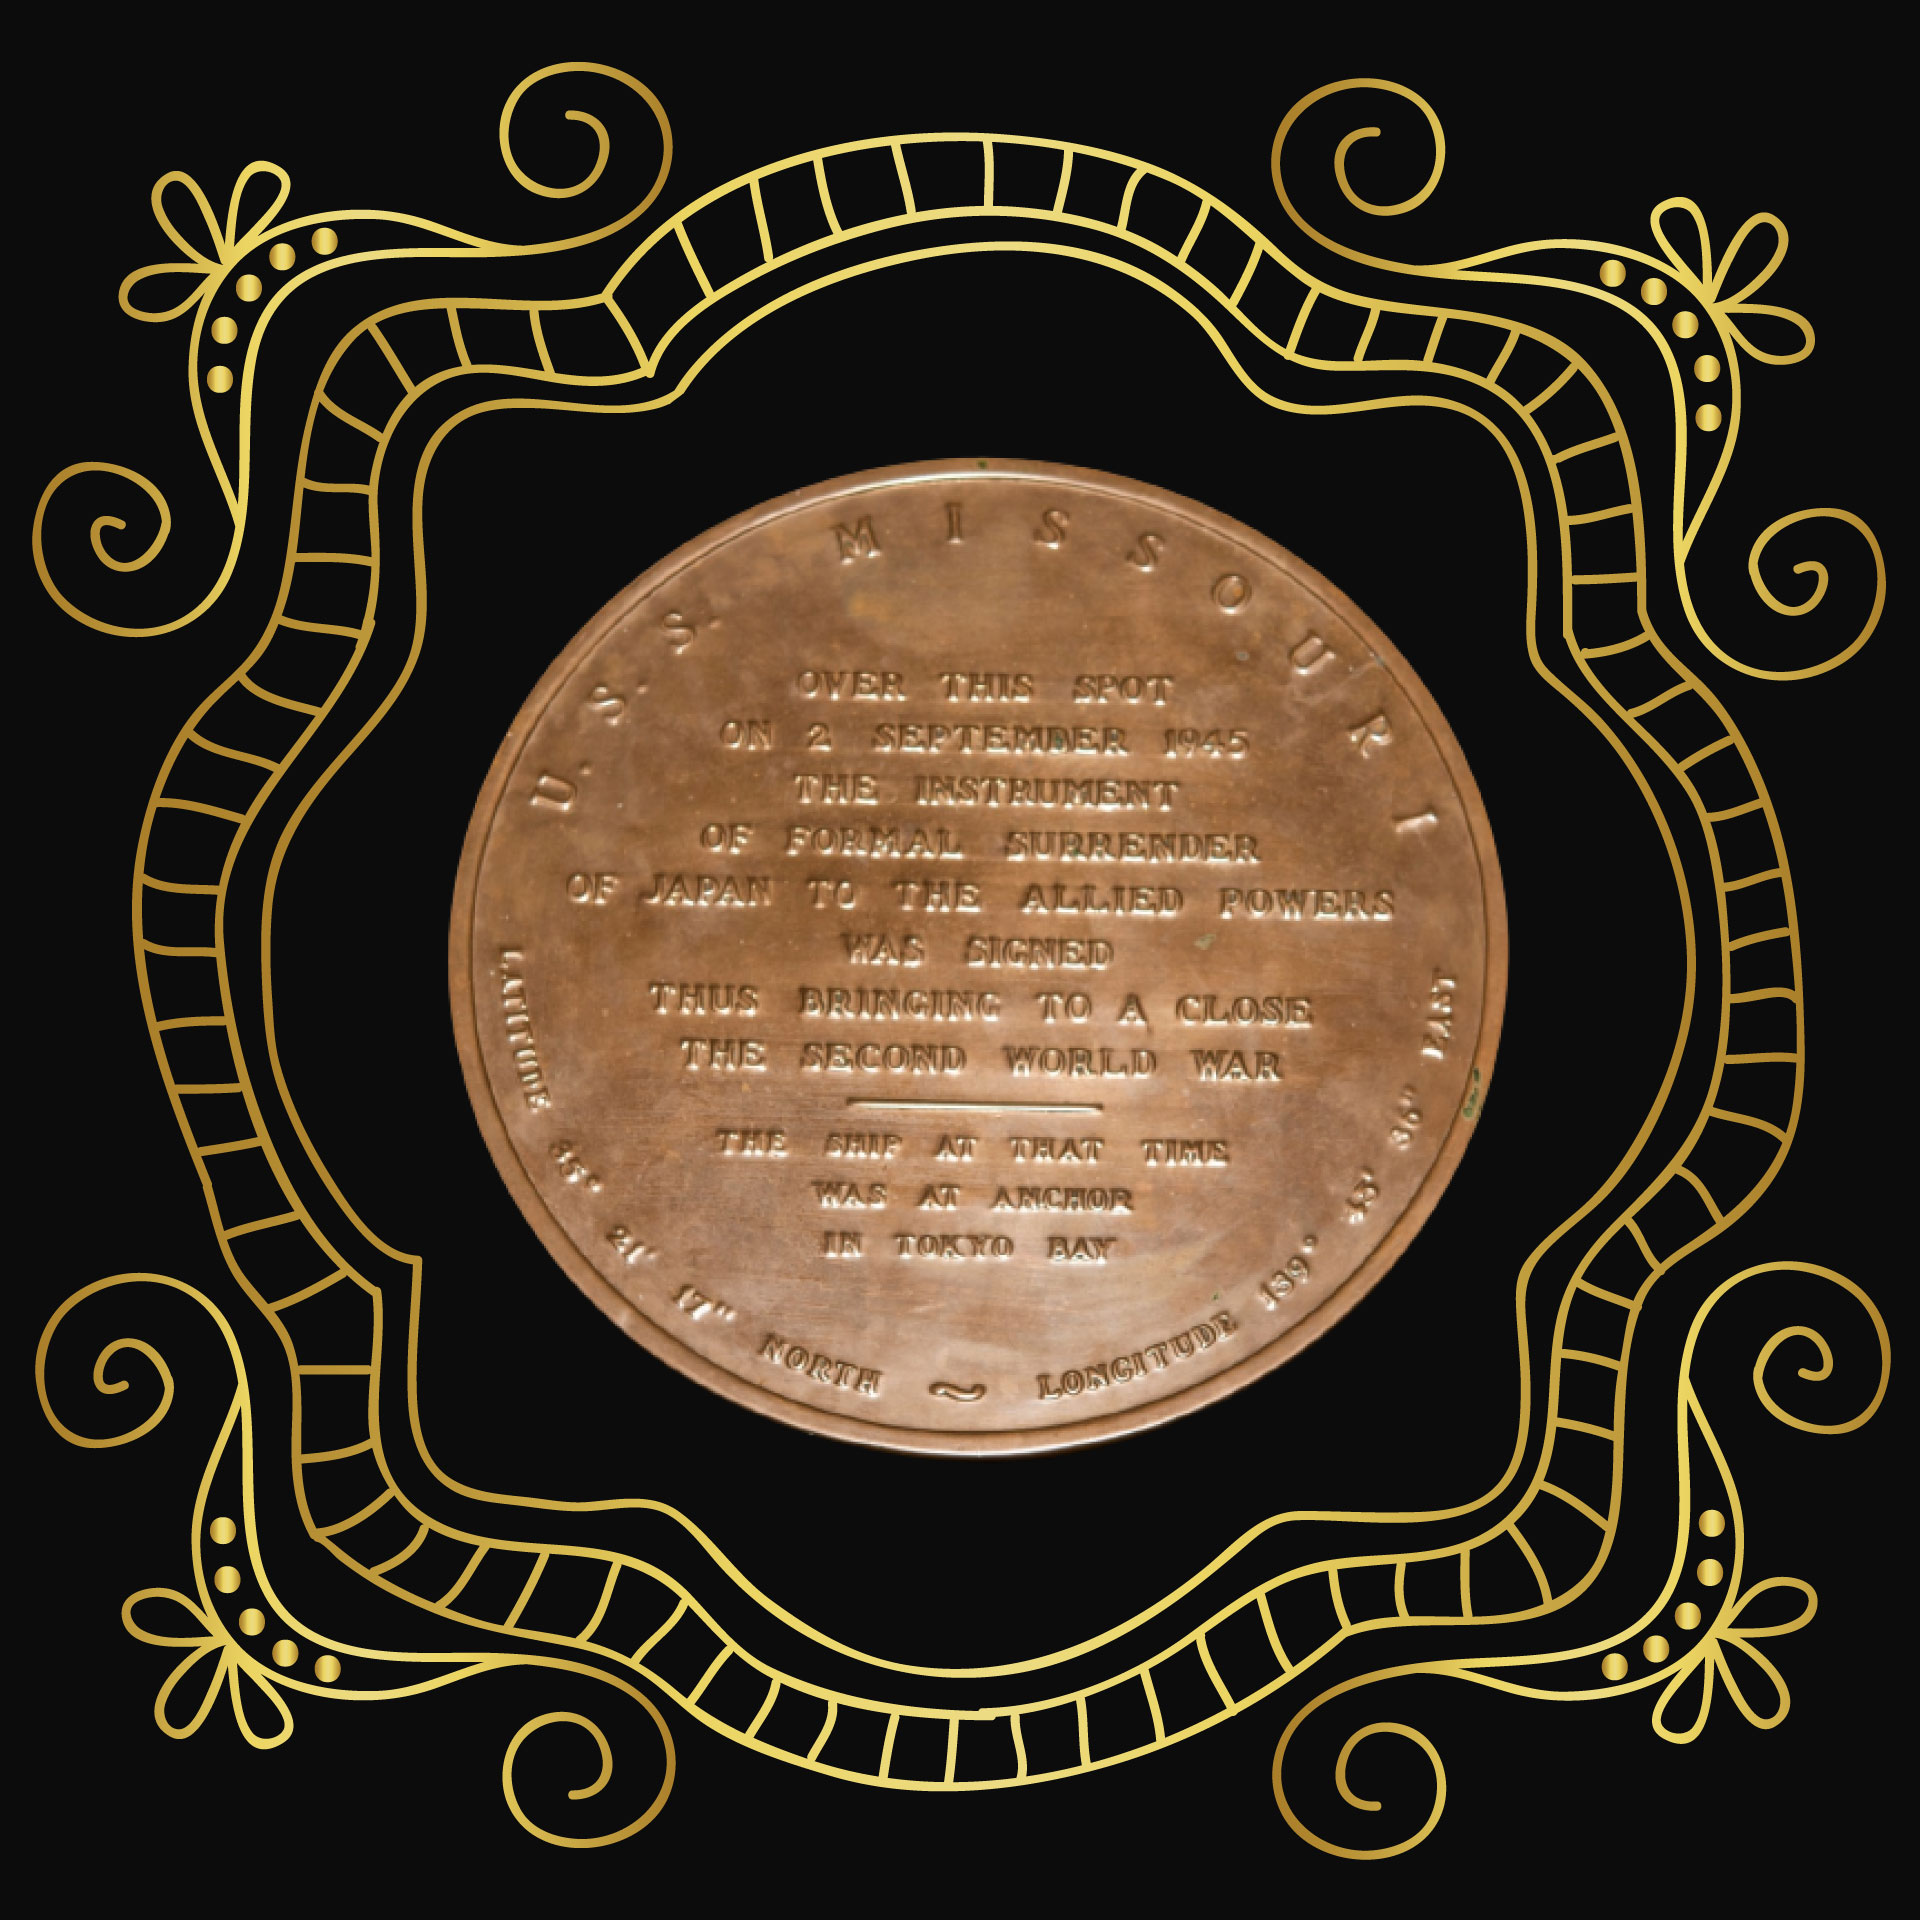 U. S. S. MISSOURI
OVER THIS SPOT
ON 2 SEPTEMBER 1945
THE INSTRUMENT
OF FORMAL SURRENDER
OF JAPAN TO THE ALLIED POWERS
WAS SIGNED
THUS BRINGING TO A CLOSE
THE SECOND WORLD WAR
THE SHIP AT THAT TIME
WAS AT ANCHOR
IN TOKYO BAY
LATITUDE 35° 21' 17" NORTH ~ LONGITUDE 139° 45' 36" EAST